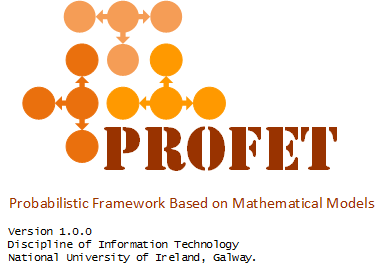 PROFET
Probabilistic Framework Based on Mathematical Models
Version 1.0.0
Discipline of Information Technology
National University of Ireland, Galway.